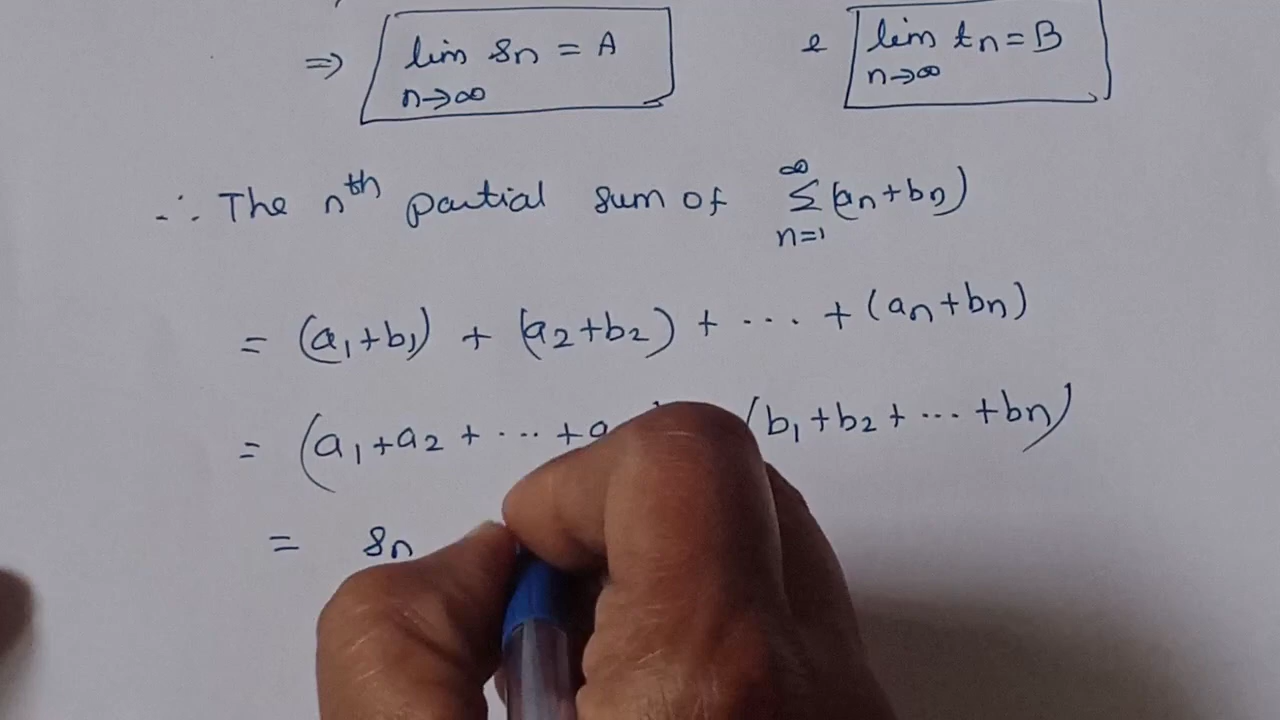 ⇒ lim sn = A & lim tn = B
n→∞ n→∞
∴ The nth partial sum of ∞ Σ n=1 (an + bn)
= (a1+b1) + (a2+b2) + ... + (an+bn)
= (a1+a2 + ... + a (b1+b2 + ... +bn)
= sn